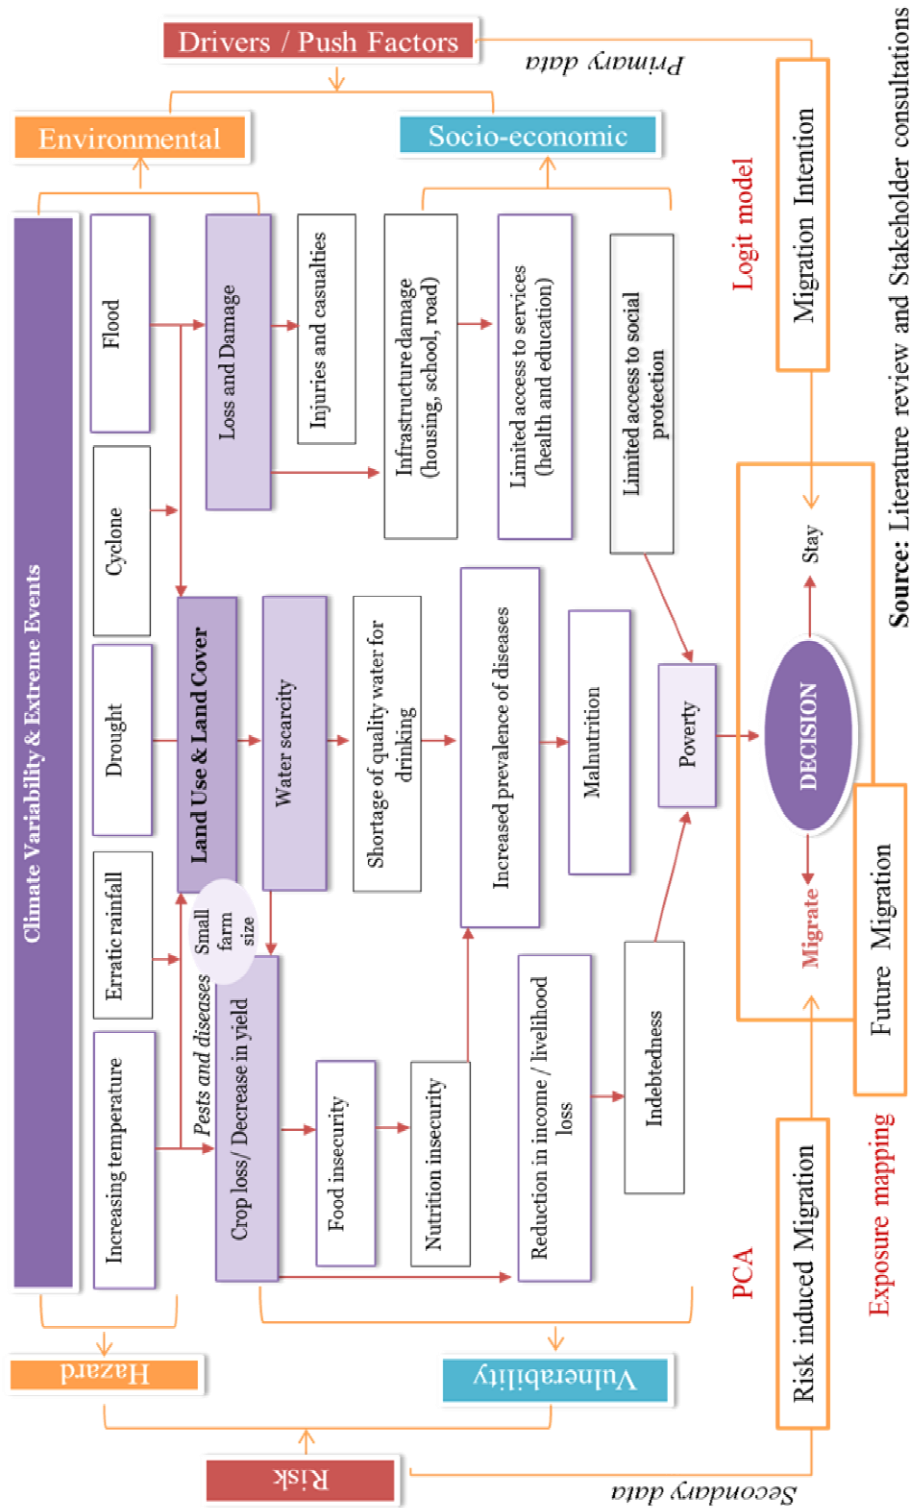 Climate Variability & Extreme Events
Increasing temperature
Erratic rainfall
Drought
Cyclone
Flood
Hazard
Environmental
Pests and diseases
Small
farm
size
Land Use & Land Cover
Crop loss/ Decrease in yield
Water scarcity
Loss and Damage
Risk
Drivers / Push Factors
Food insecurity
Shortage of quality water for
drinking
Injuries and casualties
Nutrition insecurity
Infrastructure damage
(housing, school, road)
Increased prevalence of diseases
Limited access to services
(health and education)
Vulnerability
Socio-economic
Reduction in income / livelihood
loss
Malnutrition
Indebtedness
Poverty
Limited access to social
protection
Secondary data
Primary data
PCA
Logit model
Risk induced Migration
Migrate
DECISION
Stay
Migration Intention
Exposure mapping
Future Migration
Source: Literature review and Stakeholder consultations